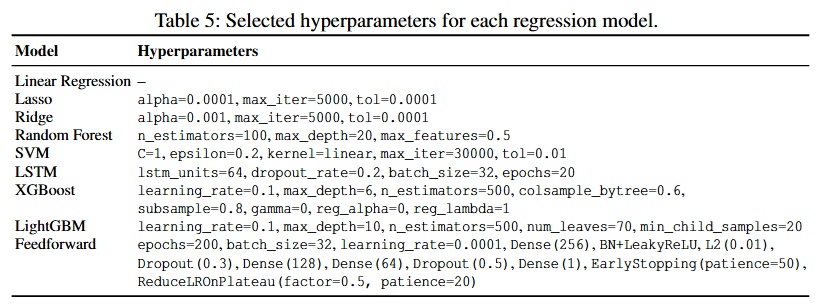 Table 5: Selected hyperparameters for each regression model.
Model Hyperparameters
Linear Regression –
Lasso alpha=0.0001, max_iter=5000, tol=0.0001
Ridge alpha=0.001, max_iter=5000, tol=0.0001
Random Forest n_estimators=100, max_depth=20, max_features=0.5
SVM C=1, epsilon=0.2, kernel=linear, max_iter=30000, tol=0.01
LSTM lstm_units=64, dropout_rate=0.2, batch_size=32, epochs=20
XGBoost learning_rate=0.1, max_depth=6, n_estimators=500, colsample_bytree=0.6,
subsample=0.8, gamma=0, reg_alpha=0, reg_lambda=1
LightGBM learning_rate=0.1, max_depth=10, n_estimators=500, num_leaves=70, min_child_samples=20
Feedforward epochs=200, batch_size=32, learning_rate=0.0001, Dense(256), BN+LeakyReLU, L2(0.01),
Dropout(0.3), Dense(128), Dense(64), Dropout(0.5), Dense(1), EarlyStopping(patience=50),
ReduceLROnPlateau(factor=0.5, patience=20)